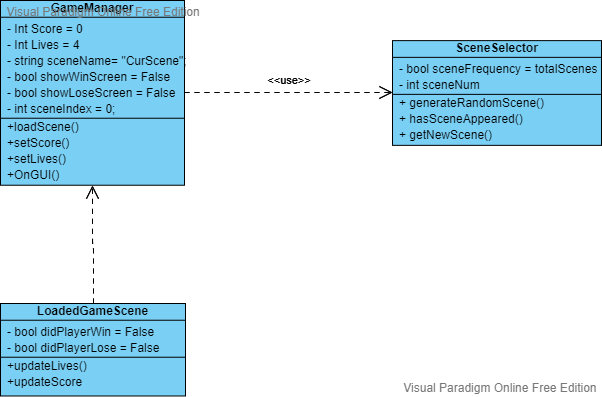 Visual Paradigm Online Free Edition
GameManager
- Int Score = 0
- Int Lives = 4
- string sceneName= "CurScene";
- bool showWinScreen = False
- bool showLoseScreen = False
- int sceneIndex = 0;
+loadScene()
+setScore()
+setLives()
+OnGUI()
<<use>>
SceneSelector
- bool sceneFrequency = totalScenes
- int sceneNum
+ generateRandomScene()
+ hasSceneAppeared()
+ getNewScene()
LoadedGameScene
- bool didPlayerWin = False
- bool didPlayerLose = False
+updateLives()
+updateScore
Visual Paradigm Online Free Edition